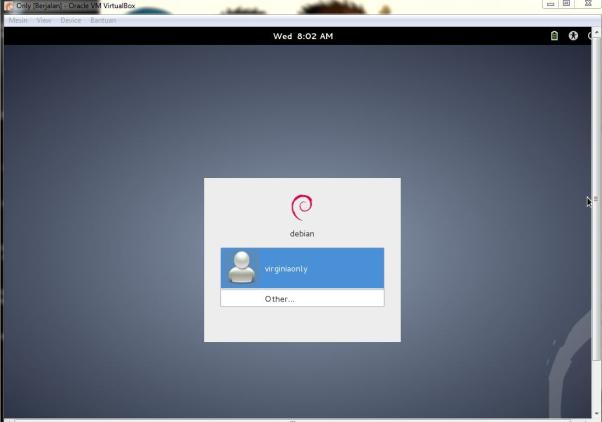 Only [Berjalan] - Oracle VM VirtualBox
Mesin View Device Bantuan
Wed 8:02 AM
debian
virginiaonly
Other...